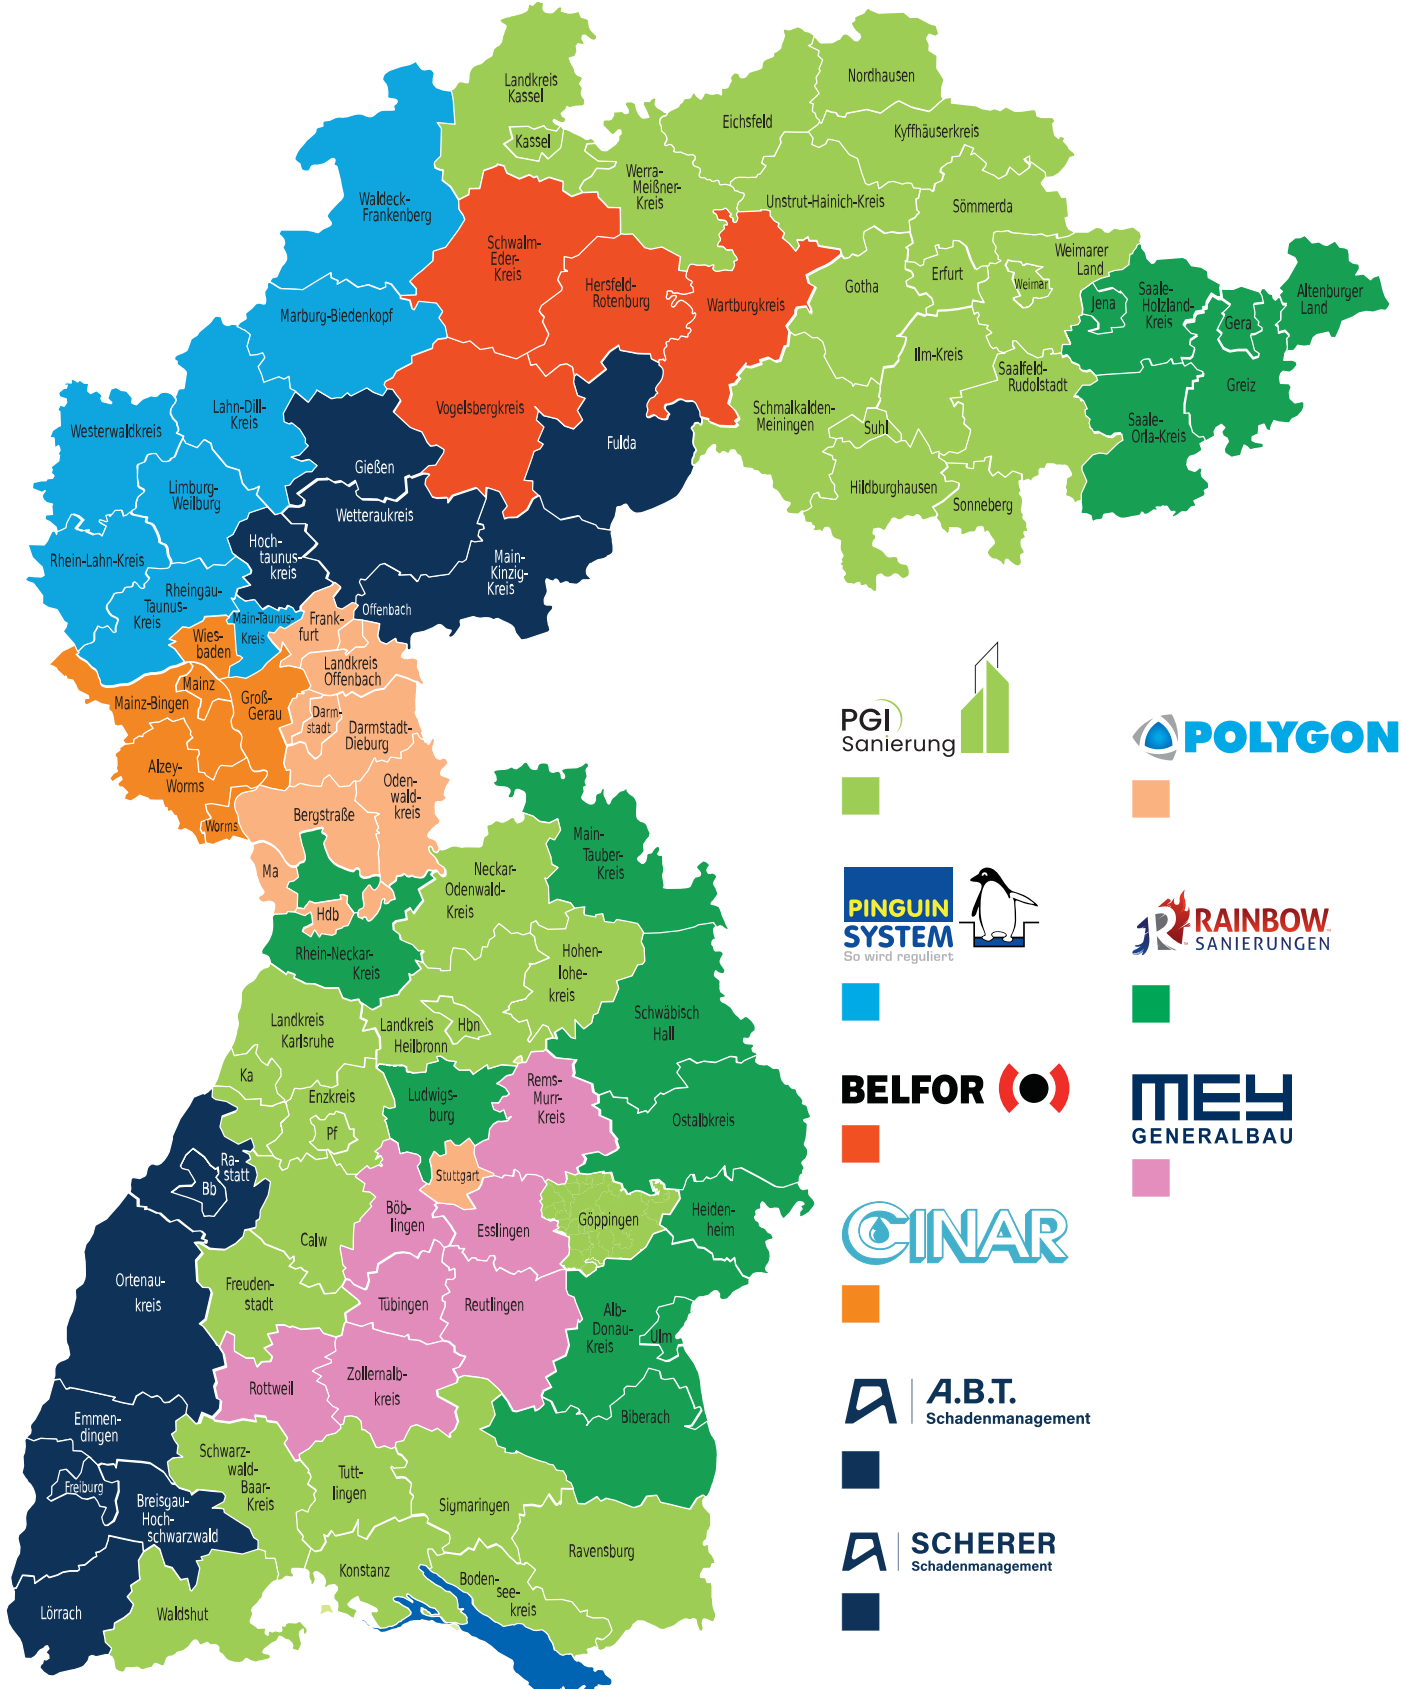 Landkreis
Kassel
Kassel
Nordhausen
Eichsfeld
Kyffhäuserkreis
Werra-
Meißner-
Kreis
Unstrut-Hainich-Kreis
Sömmerda
Waldeck-
Frankenberg
Schwalm-
Eder-
Kreis
Hersfeld-
Rotenburg
Wartburgkreis
Gotha
Erfurt
Weimarer
Land
Weimar
Jena
Saale-
Holzland-
Kreis
Gera
Altenburger
Land
Marburg-Biedenkopf
Ilm-Kreis
Saalfeld-
Rudolstadt
Greiz
Lahn-Dill-
Kreis
Vogelsbergkreis
Schmalkalden-
Meiningen
Suhl
Saale-
Orla-Kreis
Westerwaldkreis
Gießen
Fulda
Limburg-
Weilburg
Hildburghausen
Sonneberg
Wetteraukreis
Hoch-
taunus-
kreis
Main-
Kinzig-
Kreis
Rhein-Lahn-Kreis
Rheingau-
Taunus-
Kreis
Offenbach
Main-Taunus-
Kreis
Frank-
furt
Wies-
baden
Landkreis
Offenbach
Mainz
Mainz-Bingen
Groß-
Gerau
Darm-
stadt
Darmstadt-
Dieburg
Alzey-
Worms
Oden-
wald-
kreis
Worms
Bergstraße
Ma
Hdb
Main-
Tauber-
Kreis
Neckar-
Odenwald-
Kreis
Rhein-Neckar-
Kreis
Hohen-
lohe-
kreis
Landkreis
Karlsruhe
Landkreis
Heilbronn
Hbn
Schwäbisch
Hall
Ka
Enzkreis
Pf
Ludwigs-
burg
Rems-
Murr-
Kreis
Ostalbkreis
Ra-
statt
Bb
Stuttgart
Böb-
lingen
Esslingen
Göppingen
Heiden-
heim
Calw
Ortenau-
kreis
Freuden-
stadt
Tübingen
Reutlingen
Alb-
Donau-
Kreis
Ulm
Rottweil
Zollernalb-
kreis
Emmen-
dingen
Biberach
Schwarz-
wald-
Baar-
Kreis
Tutt-
lingen
Sigmaringen
Freiburg
Breisgau-
Hoch-
schwarzwald
Konstanz
Ravensburg
Boden-
see-
kreis
Lörrach
Waldshut
PGI
Sanierung
POLYGON
PINGUIN
SYSTEM
So wird reguliert
RAINBOW
SANIERUNGEN
BELFOR
MEY
GENERALBAU
CINAR
A.B.T.
Schadenmanagement
SCHERER
Schadenmanagement